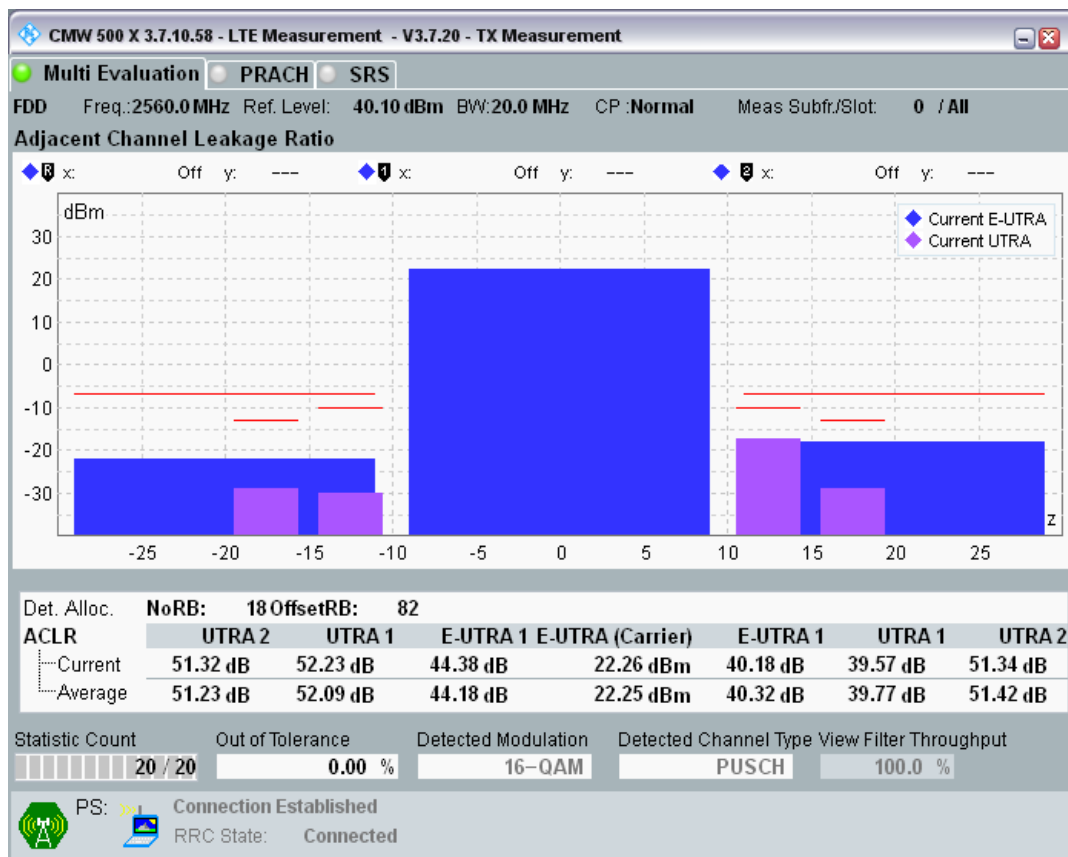 CMW 500 X 3.7.10.58 - LTE Measurement - V3.7.20 - TX Measurement
Multi Evaluation PRACH SRS
FDD Freq.:2560.0 MHz Ref. Level: 40.10 dBm BW:20.0 MHz CP :Normal Meas Subfr./Slot: 0 / All
Adjacent Channel Leakage Ratio
R x: Off y: --- 1 x: Off y: --- 2 x: Off y: ---
dBm
Current E-UTRA
Current UTRA
30
20
10
0
-10
-20
-30
z
-25 -20 -15 -10 -5 0 5 10 15 20 25
Det. Alloc. NoRB: 18 OffsetRB: 82
ACLR UTRA 2 UTRA 1 E-UTRA 1 E-UTRA (Carrier) E-UTRA 1 UTRA 1 UTRA 2
Current 51.32 dB 52.23 dB 44.38 dB 22.26 dBm 40.18 dB 39.57 dB 51.34 dB
Average 51.23 dB 52.09 dB 44.18 dB 22.25 dBm 40.32 dB 39.77 dB 51.42 dB
Statistic Count Out of Tolerance Detected Modulation Detected Channel Type View Filter Throughput
20 / 20 0.00 % 16-QAM PUSCH 100.0 %
PS: Connection Established
RRC State: Connected